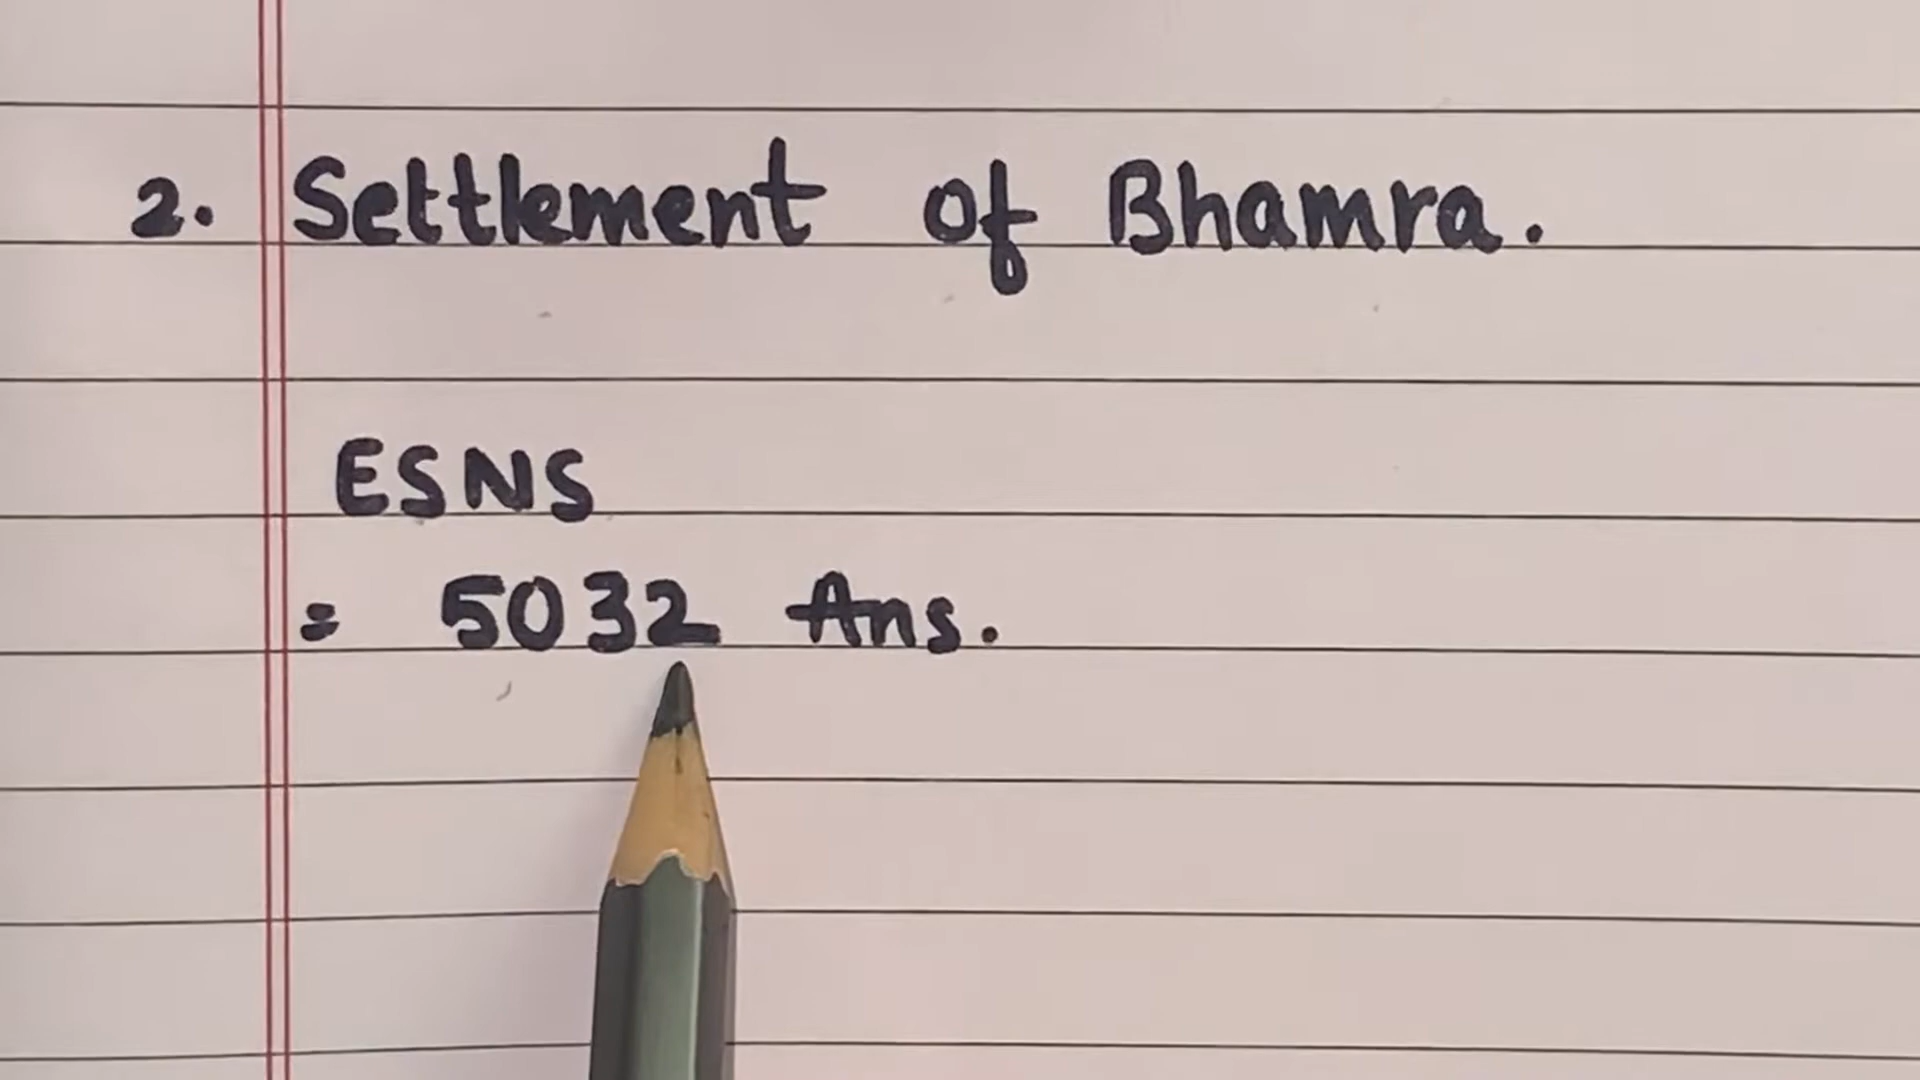 2. Settlement of Bhamra.
ESNS
= 5032 Ans.